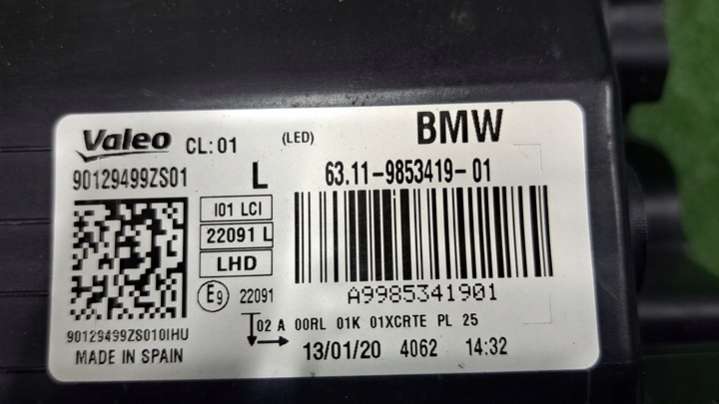 Valeo CL:01 (LED) BMW
90129499ZS01 L 63.11-9853419-01
I01 LCI
22091 L
LHD
E9 22091
A9985341901
02 A 00RL 01K 01XCRTE PL 25
90129499ZS010IHU
MADE IN SPAIN
13/01/20 4062 14:32